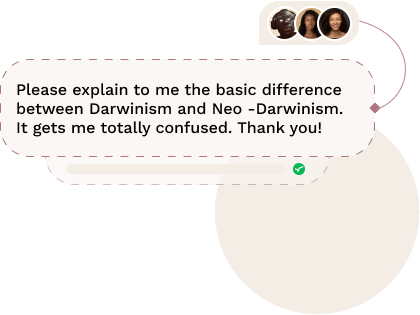 Please explain to me the basic difference
between Darwinism and Neo -Darwinism.
It gets me totally confused. Thank you!